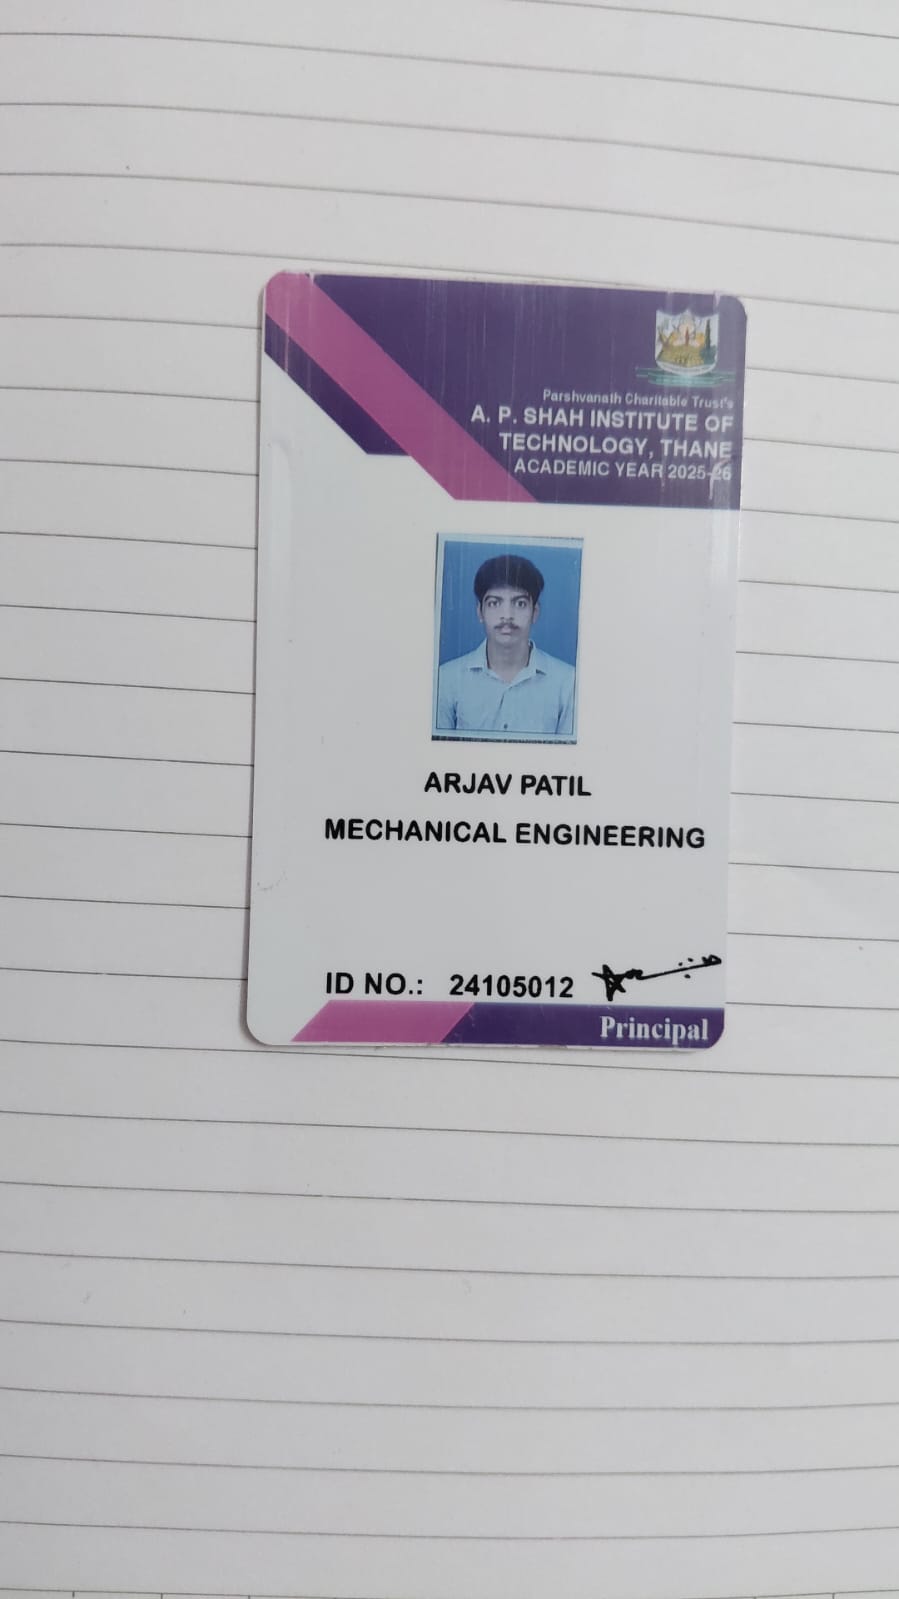 Parshvanath Charitable Trust's
A. P. SHAH INSTITUTE OF
TECHNOLOGY, THANE
ACADEMIC YEAR 2025-26
ARJAV PATIL
MECHANICAL ENGINEERING
ID NO.: 24105012
Principal